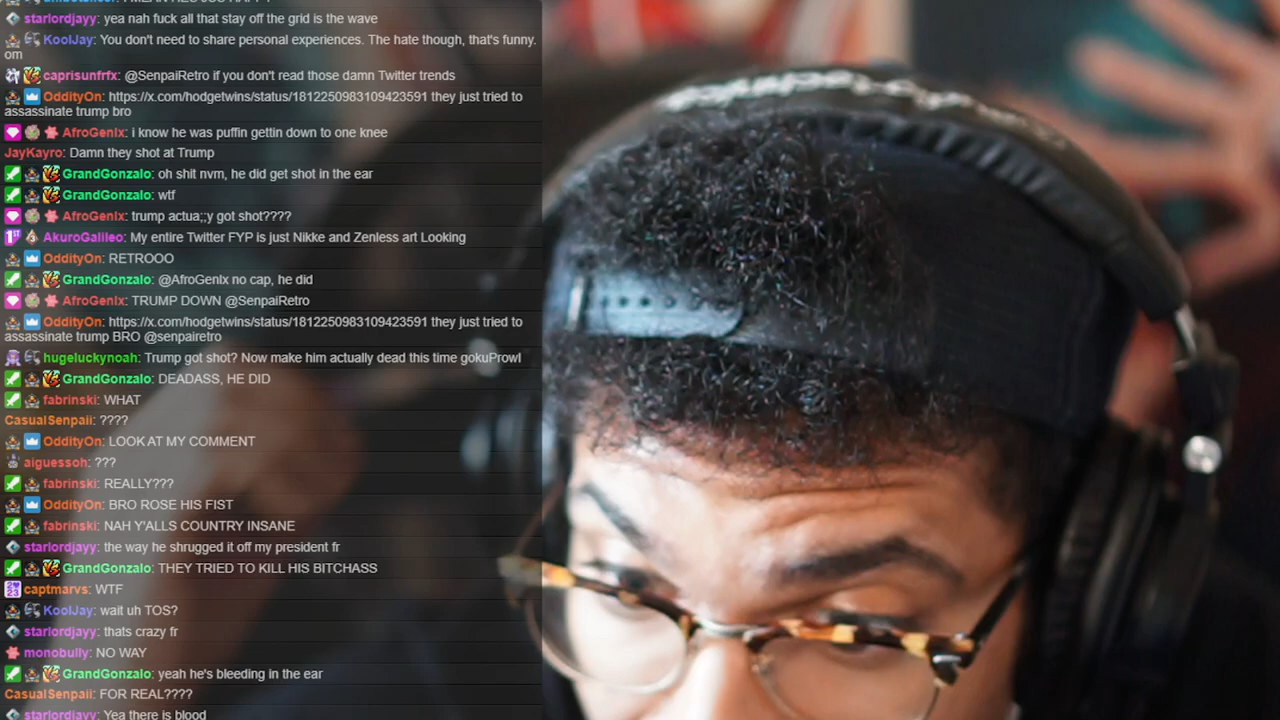 starlordjayy: yea nah fuck all that stay off the grid is the wave
KoolJay: You don't need to share personal experiences. The hate though, that's funny.
om
caprisunfrfx: @SenpaiRetro if you don't read those damn Twitter trends
OddityOn: https://x.com/hodgetwins/status/1812250983109423591 they just tried to
assassinate trump bro
AfroGenIx: i know he was puffin gettin down to one knee
JayKayro: Damn they shot at Trump
GrandGonzalo: oh shit nvm, he did get shot in the ear
GrandGonzalo: wtf
AfroGenIx: trump actua;;y got shot????
1ST AkuroGalileo: My entire Twitter FYP is just Nikke and Zenless art Looking
OddityOn: RETROOO
GrandGonzalo: @AfroGenIx no cap, he did
AfroGenIx: TRUMP DOWN @SenpaiRetro
OddityOn: https://x.com/hodgetwins/status/1812250983109423591 they just tried to
assassinate trump BRO @senpairetro
hugeluckynoah: Trump got shot? Now make him actually dead this time gokuProwl
GrandGonzalo: DEADASS, HE DID
fabrinski: WHAT
CasualSenpaii: ????
OddityOn: LOOK AT MY COMMENT
aiguessoh: ???
fabrinski: REALLY???
OddityOn: BRO ROSE HIS FIST
fabrinski: NAH Y'ALLS COUNTRY INSANE
starlordjayy: the way he shrugged it off my president fr
GrandGonzalo: THEY TRIED TO KILL HIS BITCHASS
captmarvs: WTF
KoolJay: wait uh TOS?
starlordjayy: thats crazy fr
monobully: NO WAY
GrandGonzalo: yeah he's bleeding in the ear
CasualSenpaii: FOR REAL????
starlordjayy: Yea there is blood